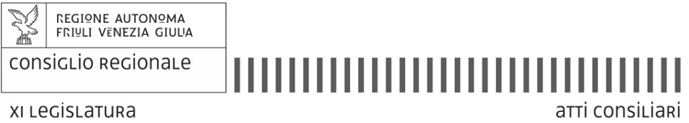 REGIONE AUTONOMA
FRIULI VENEZIA GIULIA
consiglio regionale
XI Legislatura
atti consiliari